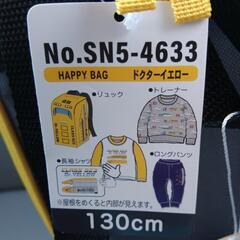 No.SN5-4633
HAPPY BAG ドクターイエロー
●リュック
●トレーナー
●長袖シャツ
●ロングパンツ
※屋根をめくると内部が見えます。
130cm